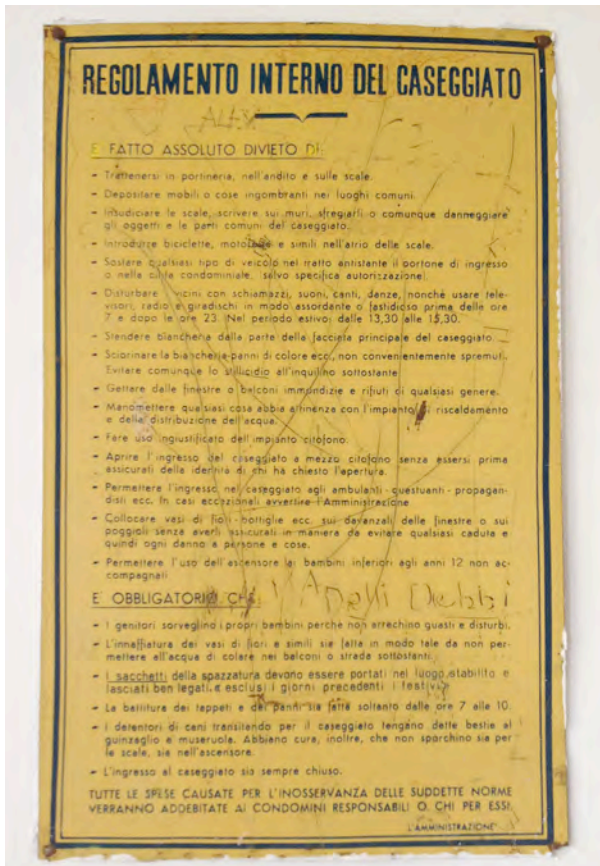 REGOLAMENTO INTERNO DEL CASEGGIATO
ALEX
E FATTO ASSOLUTO DIVIETO DI:
- Trattenersi in portineria, nell'andito e sulle scale.
- Depositare mobili o cose ingombranti nei luoghi comuni.
- Insudiciare le scale, scrivere sui muri, sfregiarli o comunque danneggiare
gli oggetti e le parti comuni del caseggiato.
- Introdurre biciclette, moto e simili nell'atrio delle scale.
- Sostare qualsiasi tipo di veicolo nel tratto antistante il portone di ingresso
o nella condominiale, salvo specifica autorizzazione.
- Disturbare i vicini con schiamazzi, suoni, canti, danze, nonché usare tele-
visori, radio e giradischi in modo assordante o fastidioso prima delle ore
7 e dopo le ore 23. Nel periodo estivo: dalle 13,30 alle 15,30.
- Stendere biancheria dalla parte della facciata principale del caseggiato.
- Sciorinare la biancheria-panni di colore ecc., non convenientemente spremuti.
Evitare comunque lo stillicidio all'inquilino sottostante
- Gettare dalle finestre o balconi immondizie e rifiuti di qualsiasi genere.
- Manomettere qualsiasi cosa abbia attinenza con l'impianto di riscaldamento
e della distribuzione dell'acqua.
- Fare uso ingiustificato dell'impianto citofono.
- Aprire l'ingresso del caseggiato a mezzo citofono senza essersi prima
assicurati della identità di chi ha chiesto l'apertura.
- Permettere l'ingresso nel caseggiato agli ambulanti - questuanti - propagan-
disti ecc. In casi eccezionali avvertire l'Amministrazione
- Collocare vasi di fiori - bottiglie ecc. sui davanzali delle finestre o sui
poggioli senza averli assicurati in maniera da evitare qualsiasi caduta e
quindi ogni danno a persone e cose.
- Permettere l'uso dell'ascensore ai bambini inferiori agli anni 12 non ac-
compagnati
E OBBLIGATORIO CHE:
- I genitori sorveglino i propri bambini perché non arrechino guasti e disturbi.
- L'innaffiatura dei vasi di fiori e simili sia fatta in modo tale da non per-
mettere all'acqua di colare nei balconi o strada sottostanti.
- I sacchetti della spazzatura devono essere portati nel luogo stabilito e
lasciati ben legati, esclusi i giorni precedenti i festivi
- La battitura dei tappeti e dei panni sia fatta soltanto dalle ore 7 alle 10.
- I detentori di cani transitando per il caseggiato tengano dette bestie al
guinzaglio e museruola. Abbiano cura, inoltre, che non sporchino sia per
le scale, sia nell'ascensore.
- L'ingresso al caseggiato sia sempre chiuso.
TUTTE LE SPESE CAUSATE PER L'INOSSERVANZA DELLE SUDDETTE NORME
VERRANNO ADDEBITATE AI CONDOMINI RESPONSABILI O CHI PER ESSI.
L'AMMINISTRAZIONE